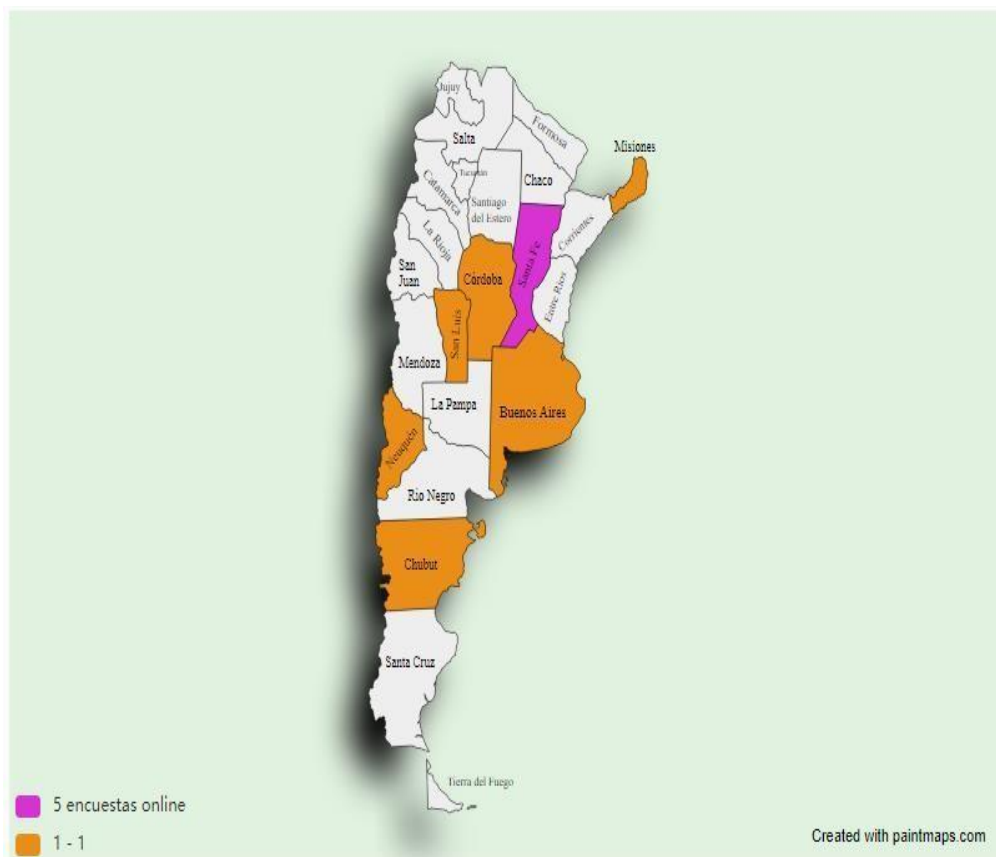 Jujuy
Formosa
Salta
Misiones
Tucumán
Chaco
Catamarca
Santiago
del Estero
Corrientes
La Rioja
Santa Fe
San
Juan
Córdoba
Entre Rios
San Luis
Mendoza
La Pampa
Buenos Aires
Neuquén
Rio Negro
Chubut
Santa Cruz
Tierra del Fuego
5 encuestas online
1 - 1
Created with paintmaps.com